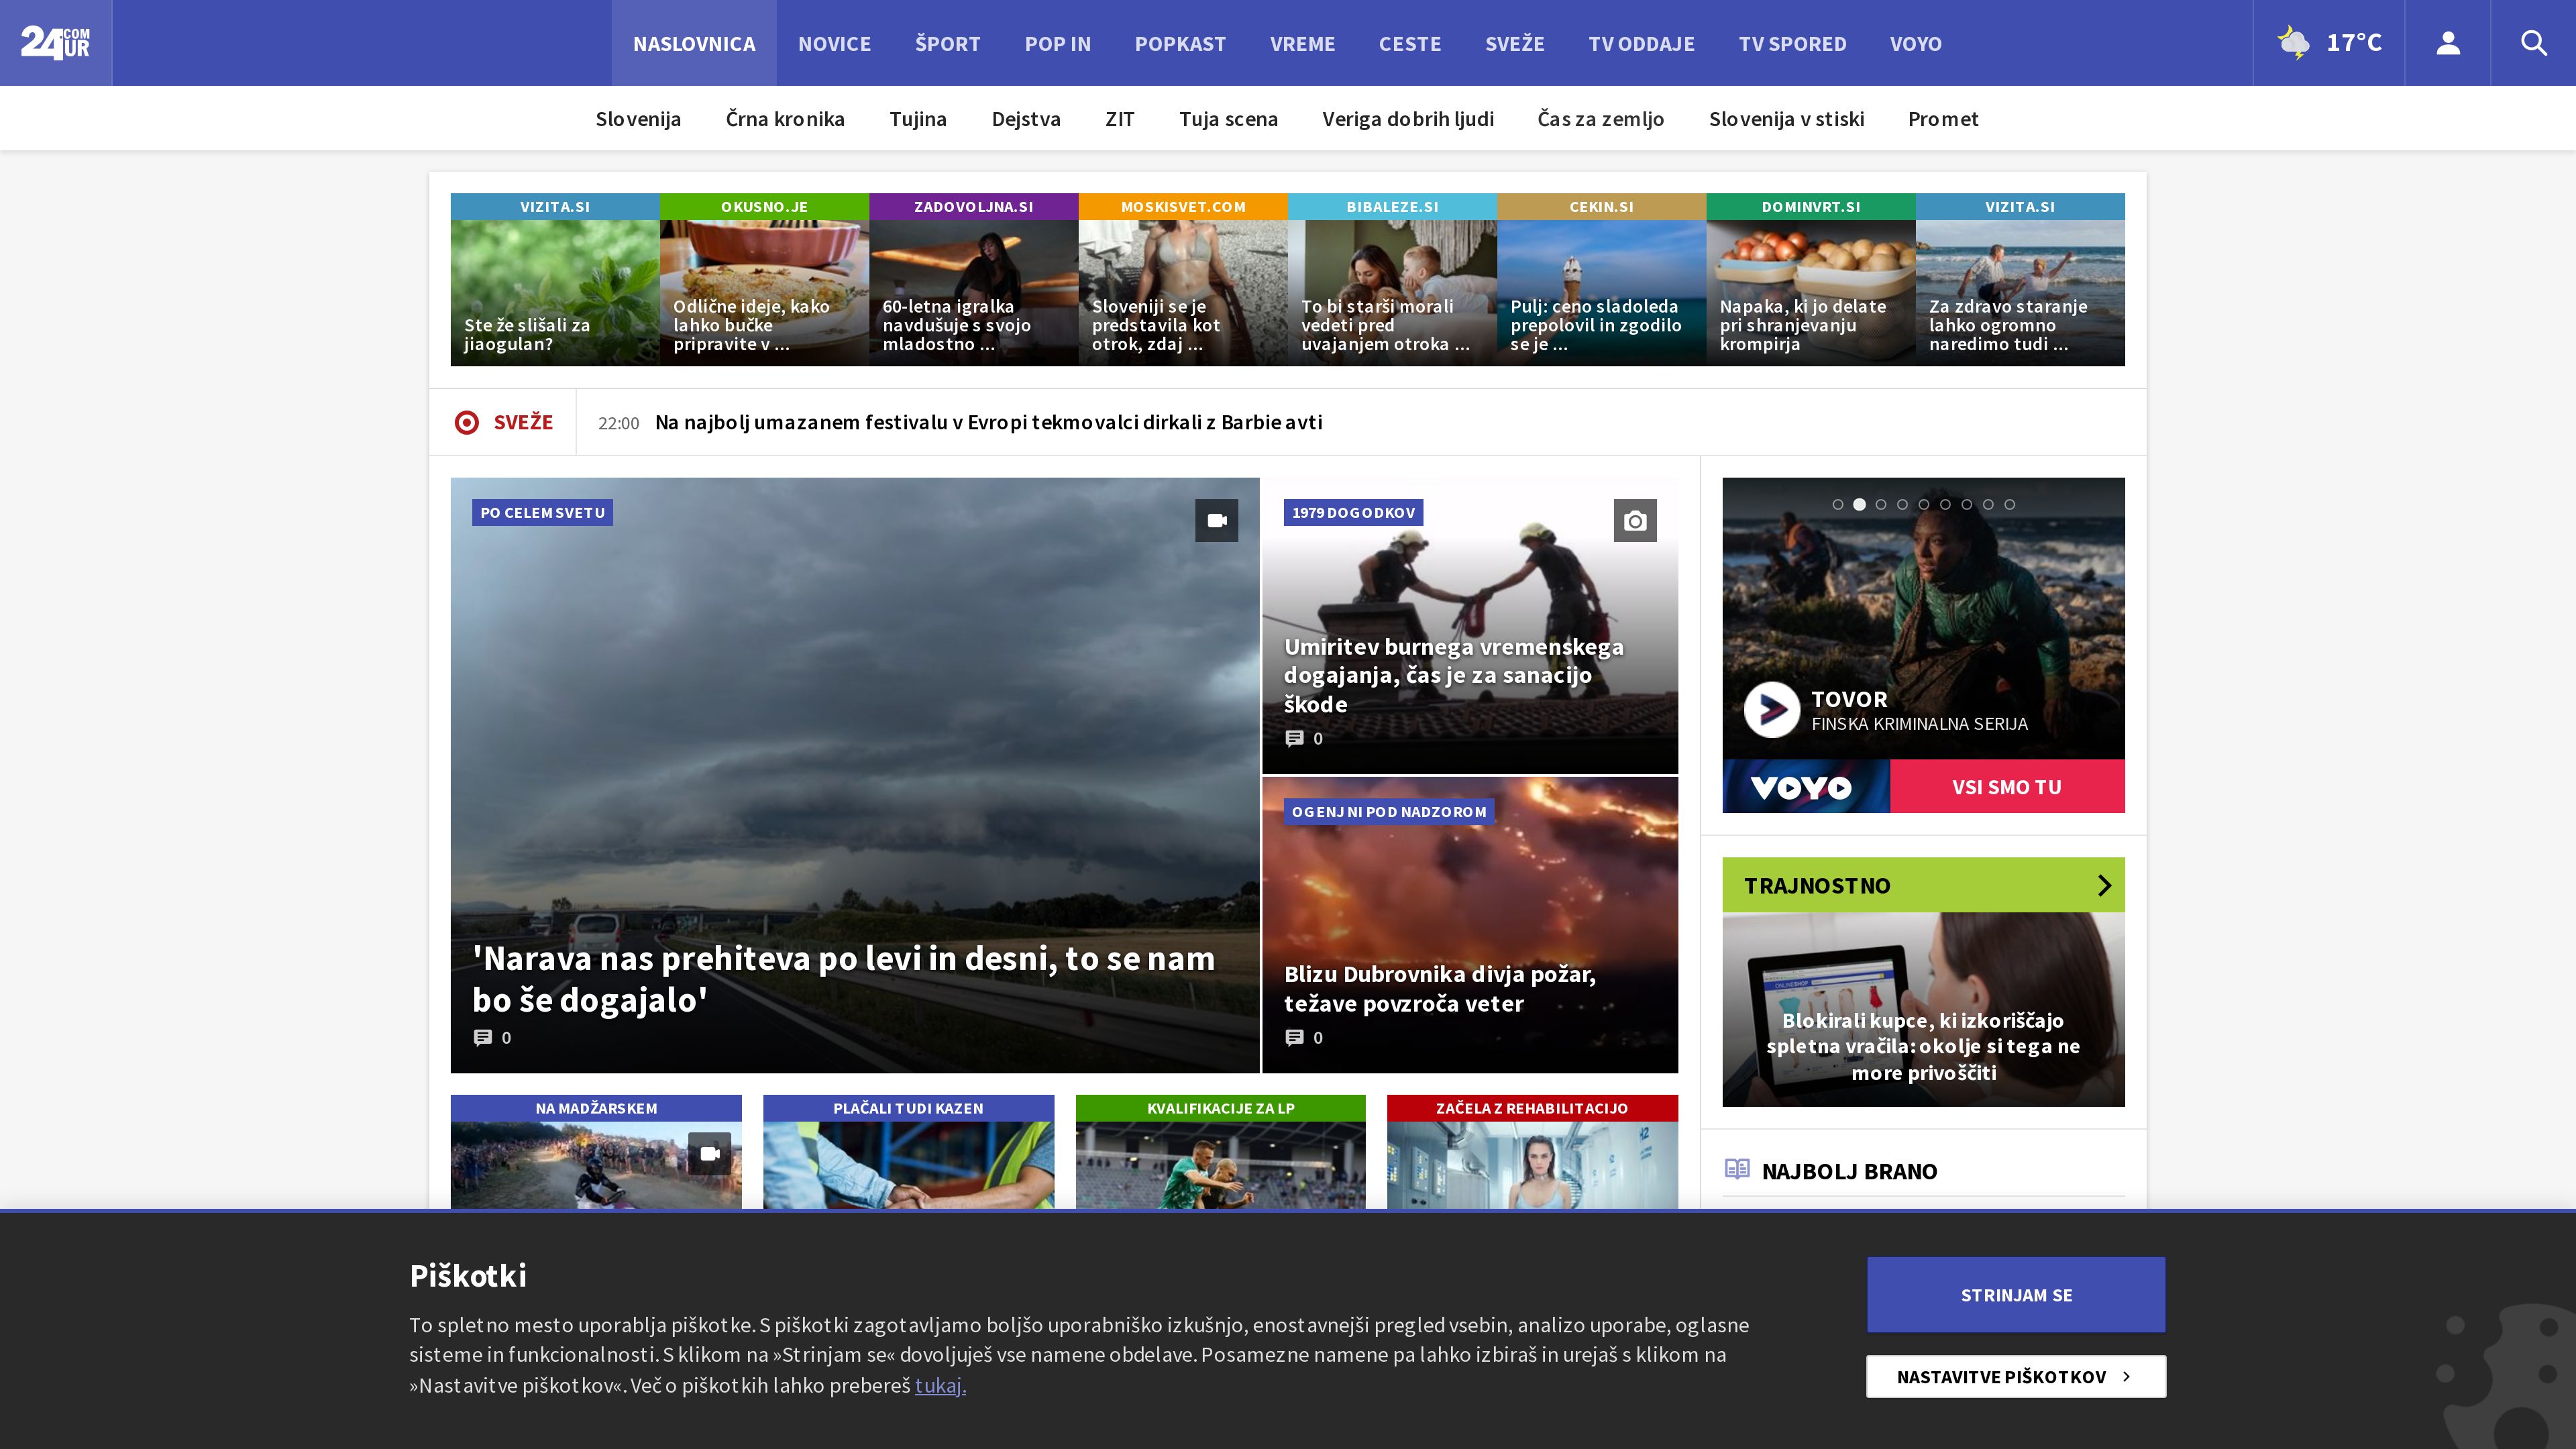 24UR.COM
NASLOVNICA NOVICE ŠPORT POP IN POPKAST VREME CESTE SVEŽE TV ODDAJE TV SPORED VOYO 17°C
Slovenija Črna kronika Tujina Dejstva ZIT Tuja scena Veriga dobrih ljudi Čas za zemljo Slovenija v stiski Promet
VIZITA.SI
Ste že slišali za
jiaogulan?
OKUSNO.JE
Odlične ideje, kako
lahko bučke
pripravite v ...
ZADOVOLJNA.SI
60-letna igralka
navdušuje s svojo
mladostno ...
MOSKISVET.COM
Sloveniji se je
predstavila kot
otrok, zdaj ...
BIBALEZE.SI
To bi starši morali
vedeti pred
uvajanjem otroka ...
CEKIN.SI
Pulj: ceno sladoleda
prepolovil in zgodilo
se je ...
DOMINVRT.SI
Napaka, ki jo delate
pri shranjevanju
krompirja
VIZITA.SI
Za zdravo staranje
lahko ogromno
naredimo tudi ...
SVEŽE 22:00 Na najbolj umazanem festivalu v Evropi tekmovalci dirkali z Barbie avti
PO CELEM SVETU
'Narava nas prehiteva po levi in desni, to se nam
bo še dogajalo'
0
1979 DOGODKOV
Umiritev burnega vremenskega
dogajanja, čas je za sanacijo
škode
0
OGENJ NI POD NADZOROM
Blizu Dubrovnika divja požar,
težave povzroča veter
0
TOVOR
FINSKA KRIMINALNA SERIJA
VOYO VSI SMO TU
TRAJNOSTNO
ONLINESHOP
Blokirali kupce, ki izkoriščajo
spletna vračila: okolje si tega ne
more privoščiti
NAJBOLJ BRANO
NA MADŽARSKEM
PLAČALI TUDI KAZEN
KVALIFIKACIJE ZA LP
ZAČELA Z REHABILITACIJO
H2
Piškotki
To spletno mesto uporablja piškotke. S piškotki zagotavljamo boljšo uporabniško izkušnjo, enostavnejši pregled vsebin, analizo uporabe, oglasne
sisteme in funkcionalnosti. S klikom na »Strinjam se« dovoljuješ vse namene obdelave. Posamezne namene pa lahko izbiraš in urejaš s klikom na
»Nastavitve piškotkov«. Več o piškotkih lahko prebereš tukaj.
STRINJAM SE
NASTAVITVE PIŠKOTKOV